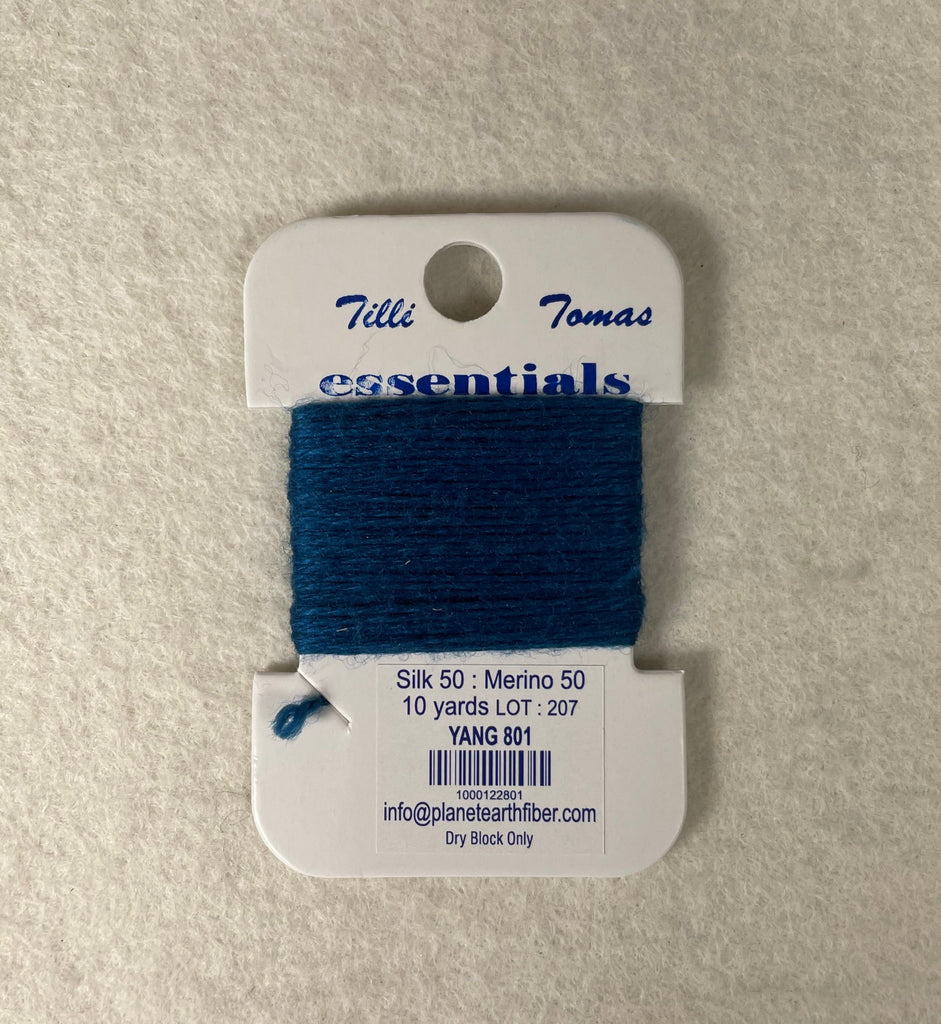 Tilli Tomas
essentials
Silk 50 : Merino 50
10 yards LOT : 207
YANG 801
1000122801
info@planetearthfiber.com
Dry Block Only